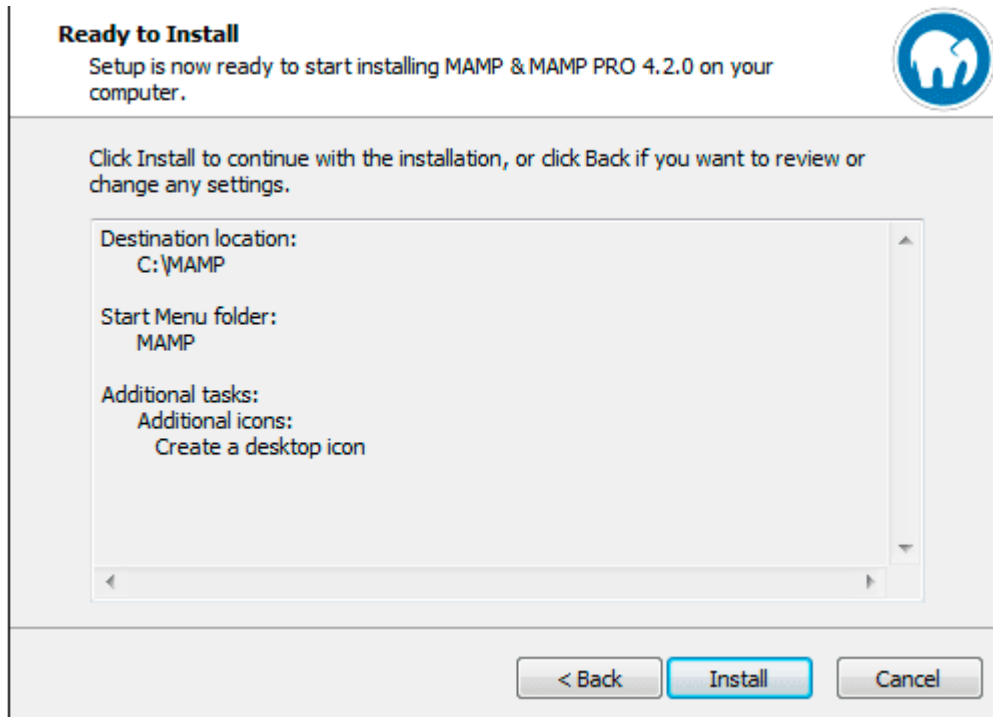 Ready to Install
Setup is now ready to start installing MAMP & MAMP PRO 4.2.0 on your
computer.
Click Install to continue with the installation, or click Back if you want to review or
change any settings.
Destination location:
C:\MAMP
Start Menu folder:
MAMP
Additional tasks:
Additional icons:
Create a desktop icon
< Back
Install
Cancel